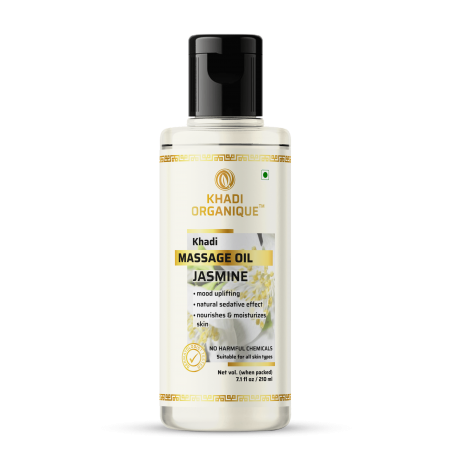 KHADI
ORGANIQUE™
Khadi
MASSAGE OIL
JASMINE
• mood uplifting
• natural sedative effect
• nourishes & moisturizes
skin
NO HARMFUL CHEMICALS
Suitable for all skin types
Net vol. (when packed)
7.1 fl oz / 210 ml